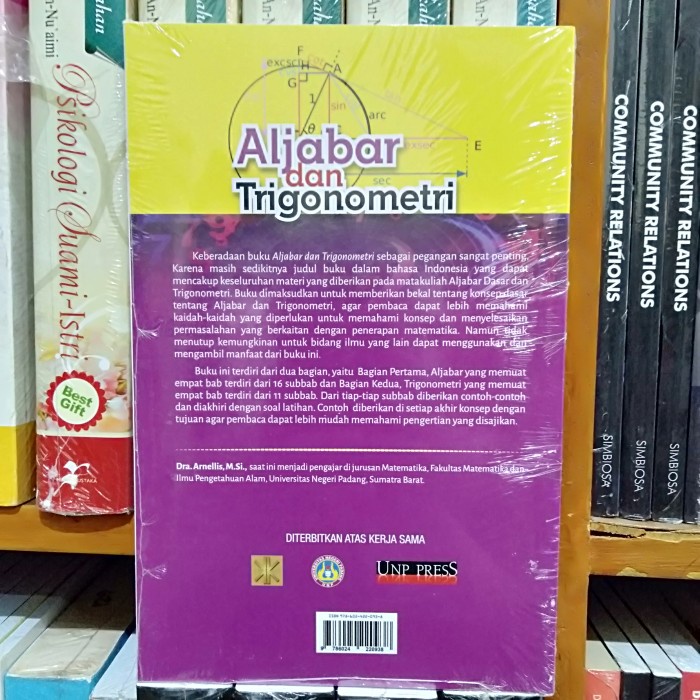 An-Nu'aimi
Psikologi Suami-Istri
Best
Gift
F
excsc
H
A
G
1
sin
arc
θ
exsec
E
sec
Aljabar
dan
Trigonometri
Keberadaan buku Aljabar dan Trigonometri sebagai pegangan sangat penting.
Karena masih sedikitnya judul buku dalam bahasa Indonesia yang dapat
mencakup keseluruhan materi yang diberikan pada matakuliah Aljabar Dasar dan
Trigonometri. Buku dimaksudkan untuk memberikan bekal tentang konsep dasar
tentang Aljabar dan Trigonometri, agar pembaca dapat lebih memahami
kaidah-kaidah yang diperlukan untuk memahami konsep dan menyelesaikan
permasalahan yang berkaitan dengan penerapan matematika. Namun tidak
menutup kemungkinan untuk bidang ilmu yang lain dapat menggunakan dan
mengambil manfaat dari buku ini.
Buku ini terdiri dari dua bagian, yaitu Bagian Pertama, Aljabar yang memuat
empat bab terdiri dari 16 subbab dan Bagian Kedua, Trigonometri yang memuat
empat bab terdiri dari 11 subbab. Dari tiap-tiap subbab diberikan contoh-contoh
dan diakhiri dengan soal latihan. Contoh diberikan di setiap akhir konsep dengan
tujuan agar pembaca dapat lebih mudah memahami pengertian yang disajikan.
Dra. Arnellis, M.Si., saat ini menjadi pengajar di jurusan Matematika, Fakultas Matematika dan
Ilmu Pengetahuan Alam, Universitas Negeri Padang, Sumatra Barat.
DITERBITKAN ATAS KERJA SAMA
UNP PRESS
COMMUNITY RELATIONS
COMMUNITY RELATIONS
COMMUNITY RELATIONS
SIMBIOSA
SIMBIOSA
SIMBIOSA